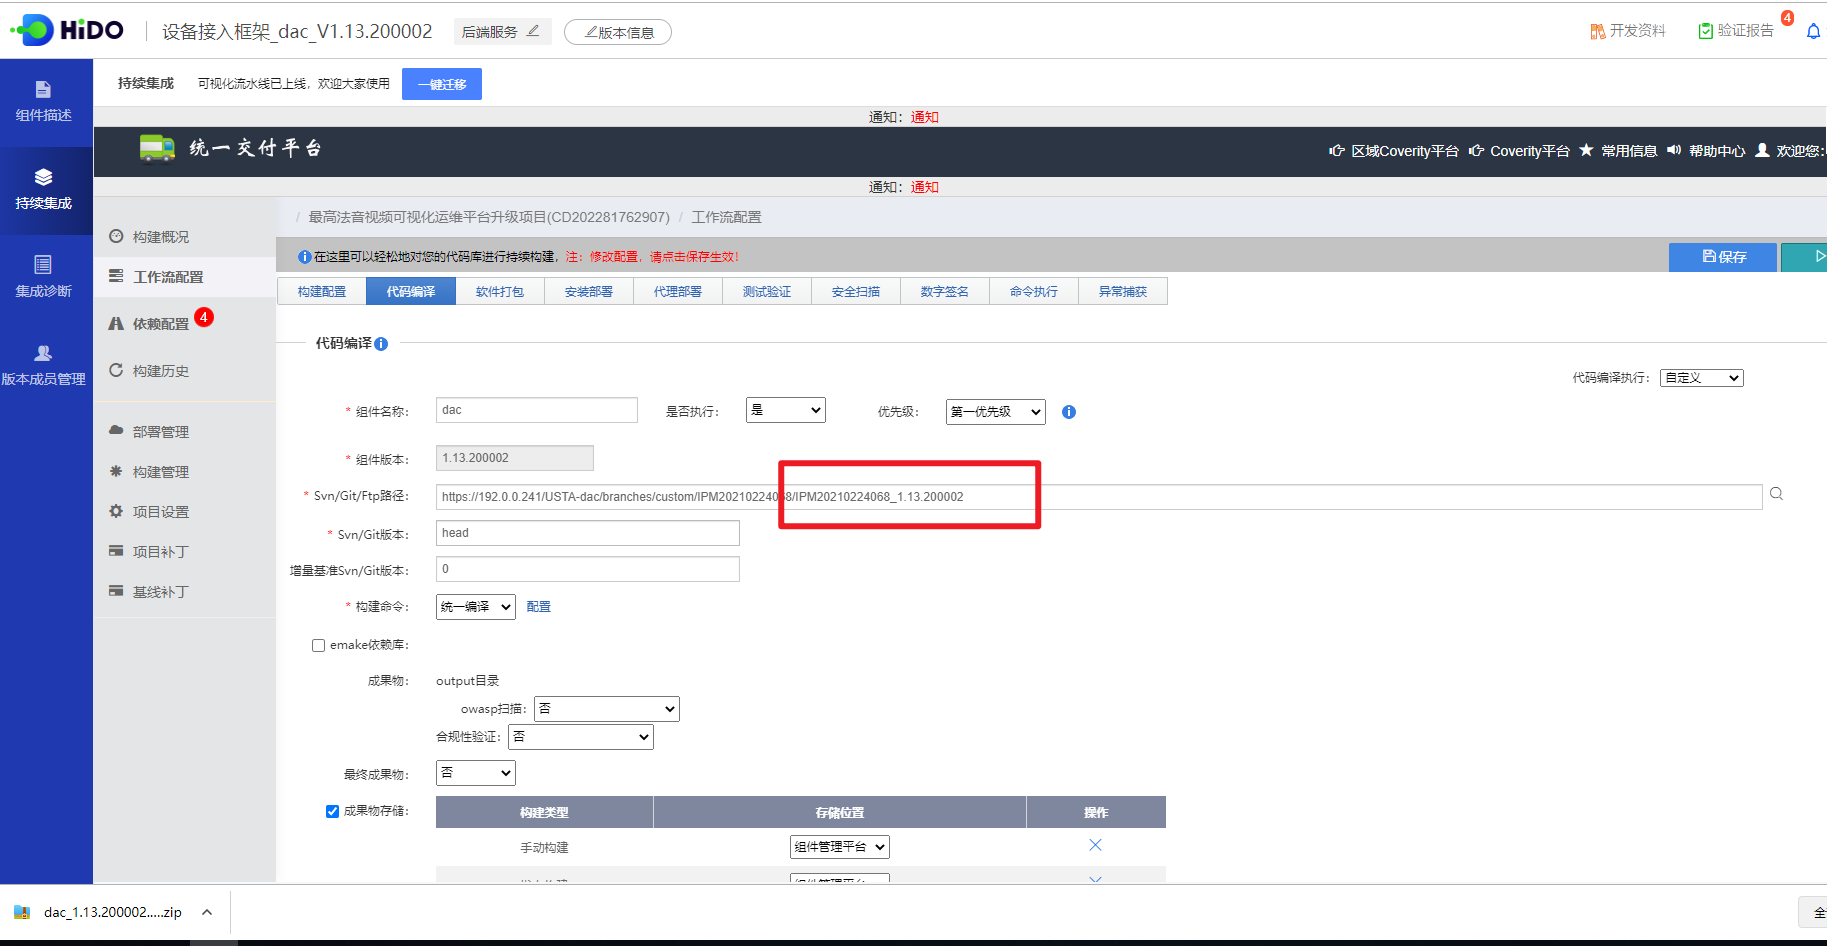 HiDO 设备接入框架_dac_V1.13.200002 后端服务 版本信息 开发资料 验证报告 4
组件描述
持续集成
集成诊断
版本成员管理
持续集成 可视化流水线已上线，欢迎大家使用 一键迁移
通知：通知
统一交付平台 区域Coverity平台 Coverity平台 常用信息 帮助中心 欢迎您:
通知：通知
构建概况
工作流配置
依赖配置 4
构建历史
部署管理
构建管理
项目设置
项目补丁
基线补丁
/ 最高法音视频可视化运维平台升级项目(CD202281762907) / 工作流配置
在这里可以轻松地对您的代码库进行持续构建，注：修改配置，请点击保存生效！ 保存
构建配置 代码编译 软件打包 安装部署 代理部署 测试验证 安全扫描 数字签名 命令执行 异常捕获
代码编译
代码编译执行： 自定义
* 组件名称： dac 是否执行： 是 优先级： 第一优先级
* 组件版本： 1.13.200002
* Svn/Git/Ftp路径： https://192.0.0.241/USTA-dac/branches/custom/IPM20210224068/IPM20210224068_1.13.200002
* Svn/Git版本： head
增量基准Svn/Git版本： 0
* 构建命令： 统一编译 配置
emake依赖库：
成果物： output目录
owasp扫描： 否
合规性验证： 否
最终成果物： 否
成果物存储： 构建类型 存储位置 操作
手动构建 组件管理平台
组件管理平台
dac_1.13.200002.....zip 全